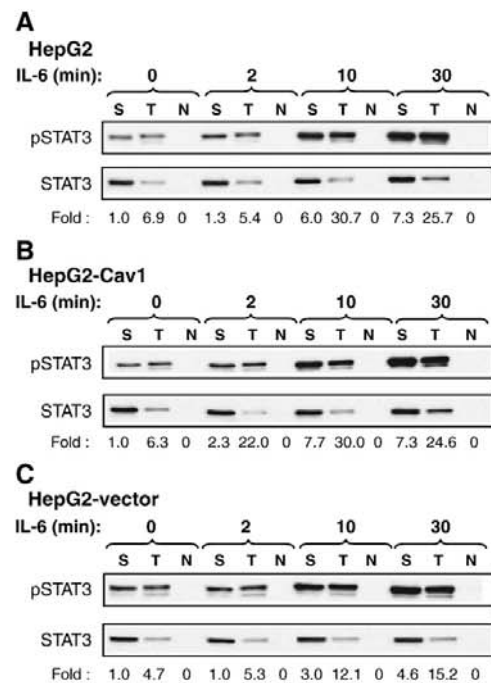 A
HepG2
IL-6 (min): 0 2 10 30
S T N S T N S T N S T N
pSTAT3
STAT3
Fold : 1.0 6.9 0 1.3 5.4 0 6.0 30.7 0 7.3 25.7 0
B
HepG2-Cav1
IL-6 (min): 0 2 10 30
S T N S T N S T N S T N
pSTAT3
STAT3
Fold : 1.0 6.3 0 2.3 22.0 0 7.7 30.0 0 7.3 24.6 0
C
HepG2-vector
IL-6 (min): 0 2 10 30
S T N S T N S T N S T N
pSTAT3
STAT3
Fold : 1.0 4.7 0 1.0 5.3 0 3.0 12.1 0 4.6 15.2 0